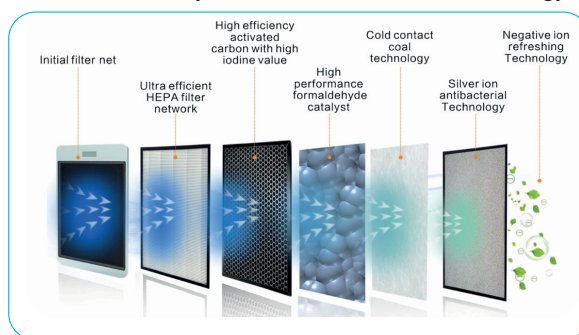 Initial filter net
Ultra efficient
HEPA filter
network
High efficiency
activated
carbon with high
iodine value
High
performance
formaldehyde
catalyst
Cold contact
coal
technology
Silver ion
antibacterial
Technology
Negative ion
refreshing
Technology